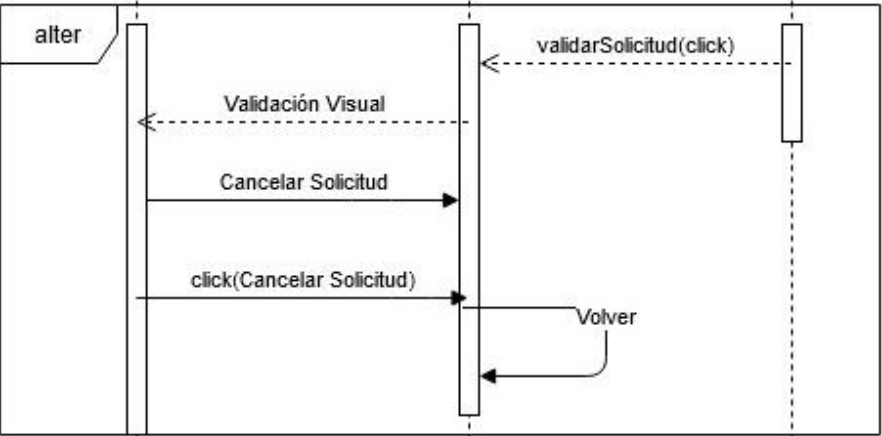 alter
validarSolicitud(click)
Validación Visual
Cancelar Solicitud
click(Cancelar Solicitud)
Volver